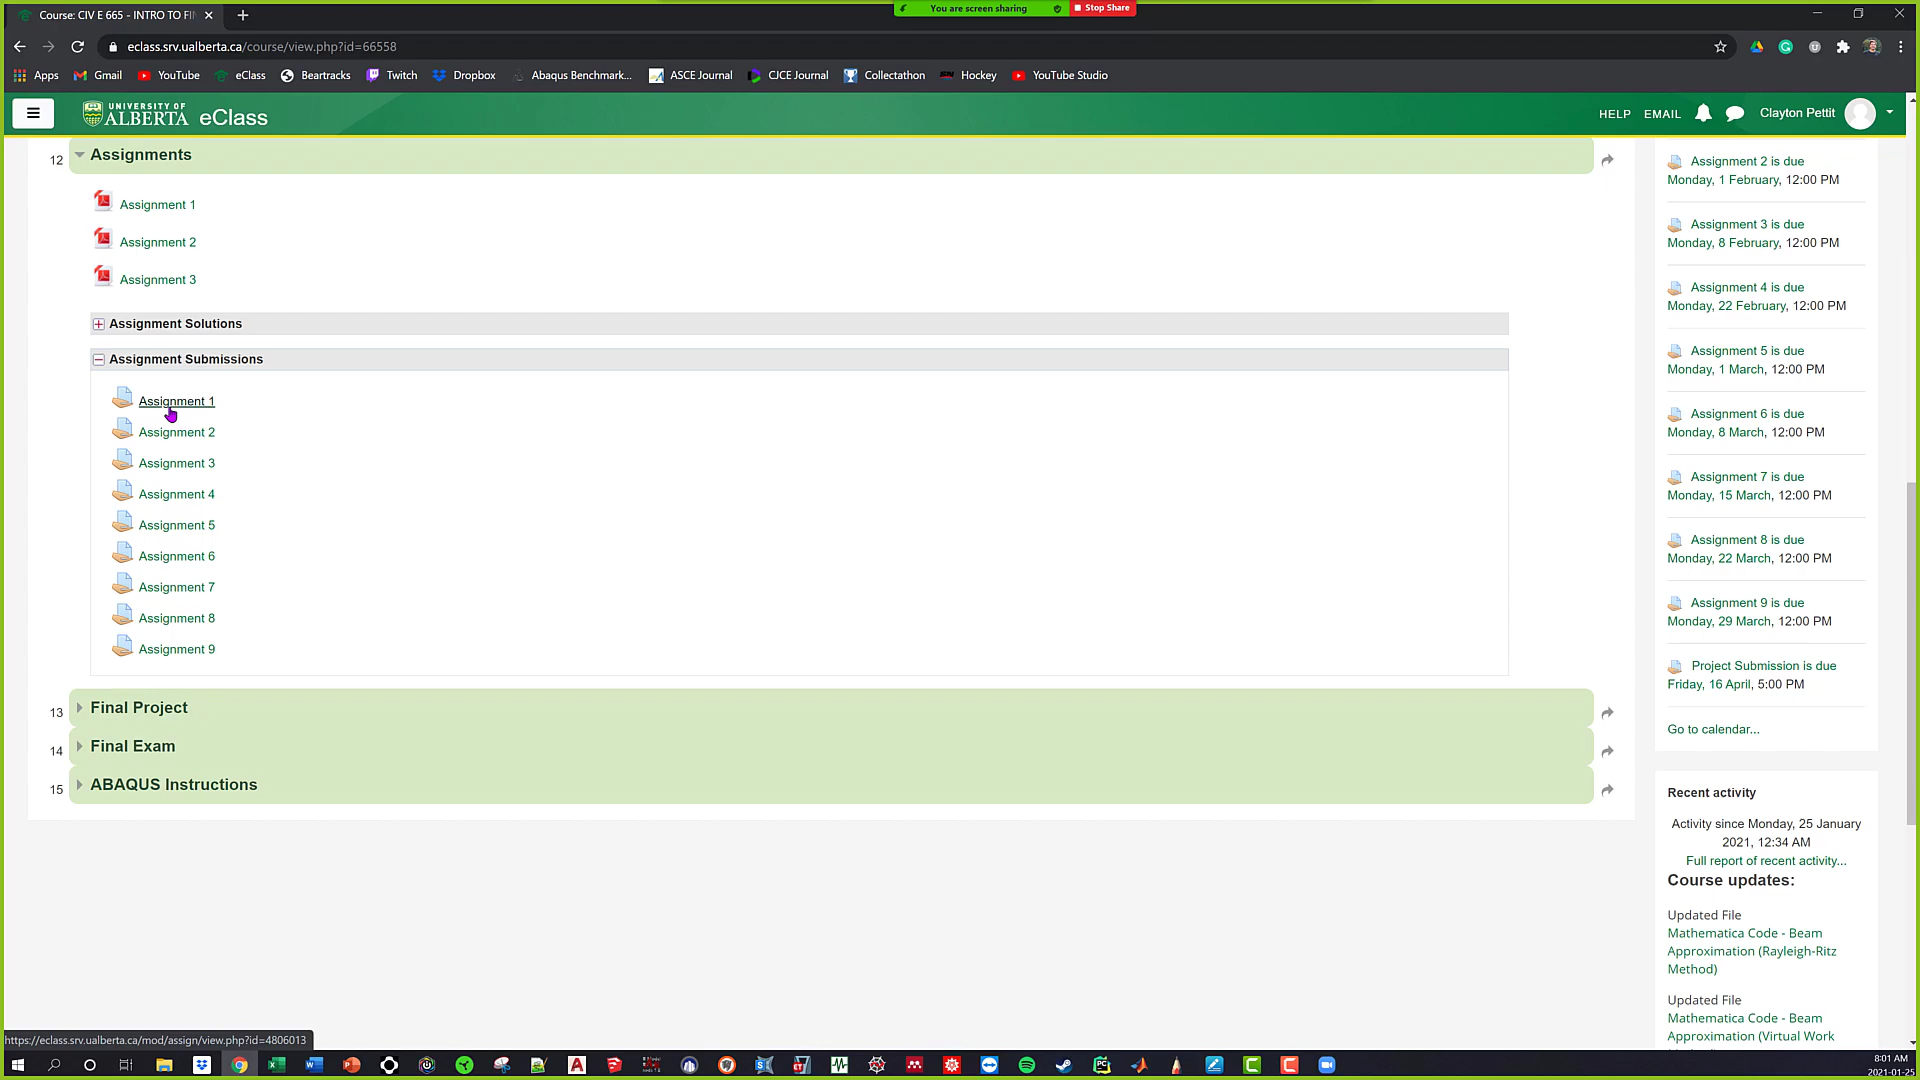 Course: CIV E 665 - INTRO TO FI
You are screen sharing
Stop Share
eclass.srv.ualberta.ca/course/view.php?id=66558
Apps
Gmail
YouTube
eClass
Beartracks
Twitch
Dropbox
Abaqus Benchmark...
ASCE Journal
CJCE Journal
Collectathon
Hockey
YouTube Studio
UNIVERSITY OF
ALBERTA
eClass
HELP
EMAIL
Clayton Pettit
12
Assignments
Assignment 1
Assignment 2
Assignment 3
Assignment Solutions
Assignment Submissions
Assignment 1
Assignment 2
Assignment 3
Assignment 4
Assignment 5
Assignment 6
Assignment 7
Assignment 8
Assignment 9
13
Final Project
14
Final Exam
15
ABAQUS Instructions
Assignment 2 is due
Monday, 1 February, 12:00 PM
Assignment 3 is due
Monday, 8 February, 12:00 PM
Assignment 4 is due
Monday, 22 February, 12:00 PM
Assignment 5 is due
Monday, 1 March, 12:00 PM
Assignment 6 is due
Monday, 8 March, 12:00 PM
Assignment 7 is due
Monday, 15 March, 12:00 PM
Assignment 8 is due
Monday, 22 March, 12:00 PM
Assignment 9 is due
Monday, 29 March, 12:00 PM
Project Submission is due
Friday, 16 April, 5:00 PM
Go to calendar...
Recent activity
Activity since Monday, 25 January
2021, 12:34 AM
Full report of recent activity...
Course updates:
Updated File
Mathematica Code - Beam
Approximation (Rayleigh-Ritz
Method)
Updated File
Mathematica Code - Beam
Approximation (Virtual Work
https://eclass.srv.ualberta.ca/mod/assign/view.php?id=4806013
8:01 AM
2021-01-25